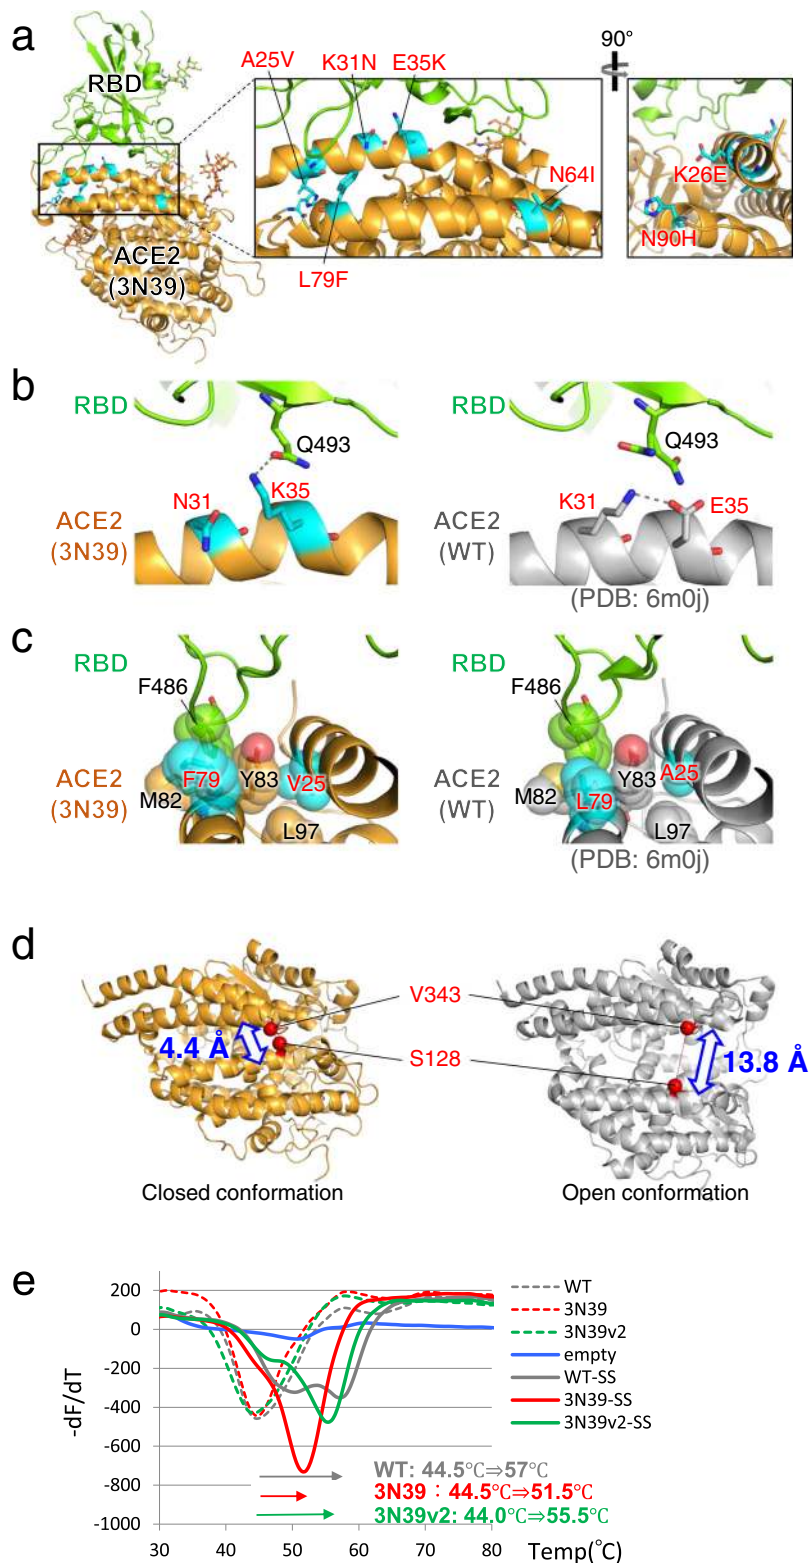 a
RBD
ACE2
(3N39)
A25V
K31N
E35K
N64I
L79F
90°
K26E
N90H
b
RBD
Q493
N31
K35
ACE2
(3N39)
RBD
Q493
K31
E35
ACE2
(WT)
(PDB: 6m0j)
c
RBD
F486
ACE2
(3N39)
F79
Y83
V25
M82
L97
RBD
F486
ACE2
(WT)
L79
Y83
A25
M82
L97
(PDB: 6m0j)
d
V343
4.4 Å
S128
13.8 Å
Closed conformation
Open conformation
e
200
0
-200
-400
-600
-800
-1000
-dF/dT
30
40
50
60
70
80
Temp(℃)
WT
3N39
3N39v2
empty
WT-SS
3N39-SS
3N39v2-SS
WT: 44.5℃⇒57℃
3N39：44.5℃⇒51.5℃
3N39v2: 44.0℃⇒55.5℃